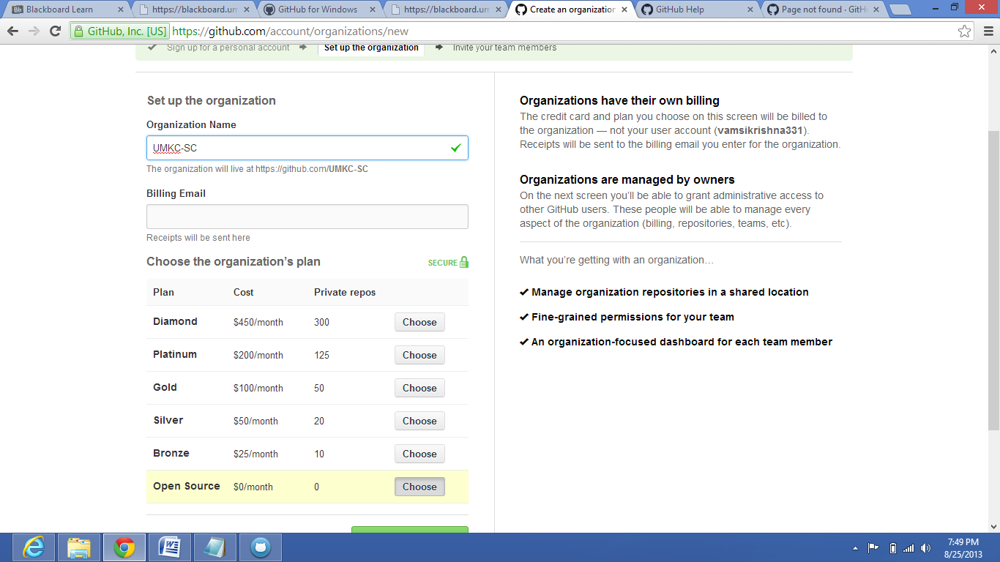 Blackboard Learn
https://blackboard.um
GitHub for Windows
https://blackboard.um
Create an organization
GitHub Help
Page not found · GitH
GitHub, Inc. [US]
https://github.com/account/organizations/new
Sign up for a personal account
Set up the organization
Invite your team members
Set up the organization
Organization Name
UMKC-SC
The organization will live at https://github.com/UMKC-SC
Billing Email
Receipts will be sent here
Choose the organization's plan
SECURE
Plan Cost Private repos
Diamond $450/month 300 Choose
Platinum $200/month 125 Choose
Gold $100/month 50 Choose
Silver $50/month 20 Choose
Bronze $25/month 10 Choose
Open Source $0/month 0 Choose
Organizations have their own billing
The credit card and plan you choose on this screen will be billed to
the organization — not your user account (vamsikrishna331).
Receipts will be sent to the billing email you enter for the organization.
Organizations are managed by owners
On the next screen you'll be able to grant administrative access to
other GitHub users. These people will be able to manage every
aspect of the organization (billing, repositories, teams, etc).
What you're getting with an organization…
Manage organization repositories in a shared location
Fine-grained permissions for your team
An organization-focused dashboard for each team member
7:49 PM
8/25/2013